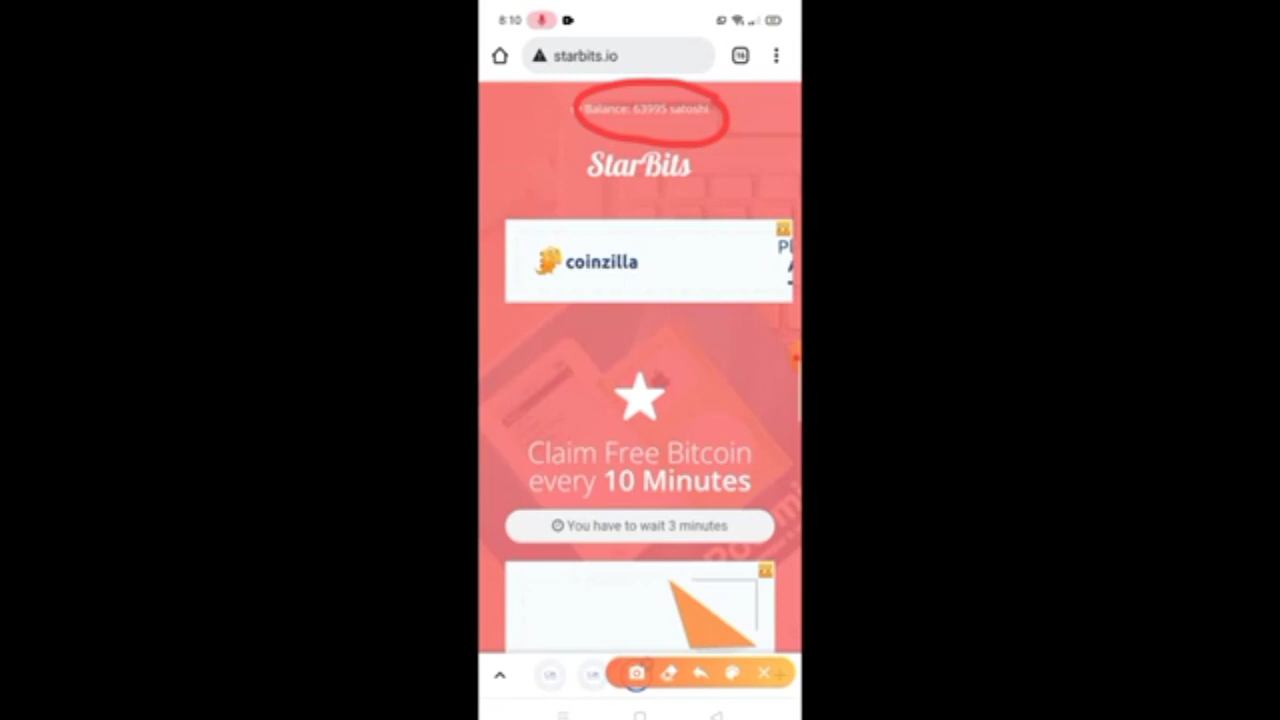 8:10
starbits.io
16
Balance: 63995 satoshi
StarBits
coinzilla
Claim Free Bitcoin
every 10 Minutes
You have to wait 3 minutes